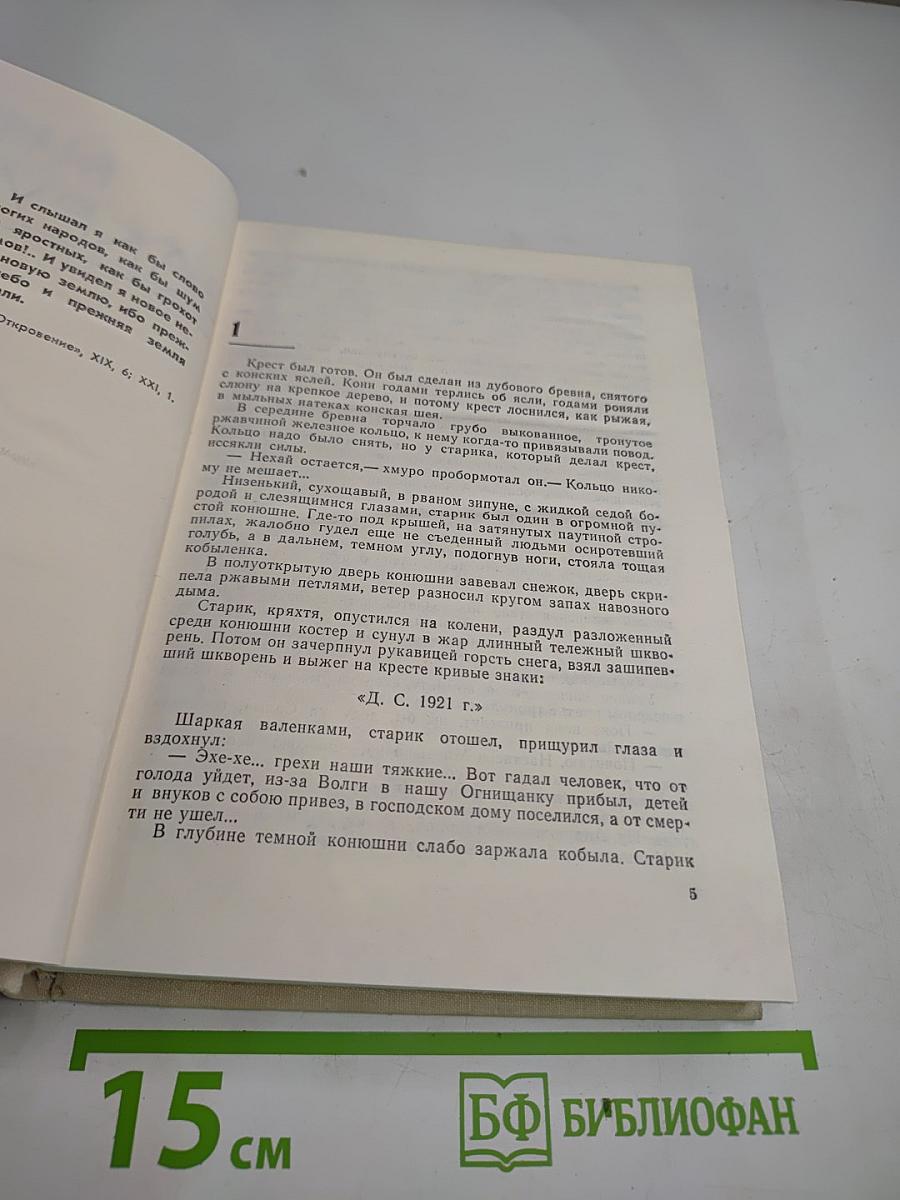 И слышал я как бы слово
огих народов, как бы шум
яростных, как бы грохот
мов!.. И увидел я новое не-
новую землю, ибо преж-
ебо и прежняя земля
али.
Откровение», XIX, 6; XXI, 1.
1
Крест был готов. Он был сделан из дубового бревна, снятого
с конских яслей. Кони годами терлись об ясли, годами роняли
слюну на крепкое дерево, и потому крест лоснился, как рыжая,
в мыльных натеках конская шея.
В середине бревна торчало грубо выкованное, тронутое
ржавчиной железное кольцо, к нему когда-то привязывали повод.
Кольцо надо было снять, но у старика, который делал крест,
иссякли силы.
— Нехай остается,— хмуро пробормотал он.— Кольцо нико-
му не мешает...
Низенький, сухощавый, в рваном зипуне, с жидкой седой бо-
родой и слезящимися глазами, старик был один в огромной пу-
стой конюшне. Где-то под крышей, на затянутых паутиной стро-
пилах, жалобно гудел еще не съеденный людьми осиротевший
голубь, а в дальнем, темном углу, подогнув ноги, стояла тощая
кобыленка.
В полуоткрытую дверь конюшни завевал снежок, дверь скри-
пела ржавыми петлями, ветер разносил кругом запах навозного
дыма.
Старик, кряхтя, опустился на колени, раздул разложенный
среди конюшни костер и сунул в жар длинный тележный шкво-
рень. Потом он зачерпнул рукавицей горсть снега, взял зашипев-
ший шкворень и выжег на кресте кривые знаки:
«Д. С. 1921 г.»
Шаркая валенками, старик отошел, прищурил глаза и
вздохнул:
— Эхе-хе... грехи наши тяжкие... Вот гадал человек, что от
голода уйдет, из-за Волги в нашу Огнищанку прибыл, детей
и внуков с собою привез, в господском дому поселился, а от смер-
ти не ушел...
В глубине темной конюшни слабо заржала кобыла. Старик
5
15 см
БФ БИБЛИОФАН